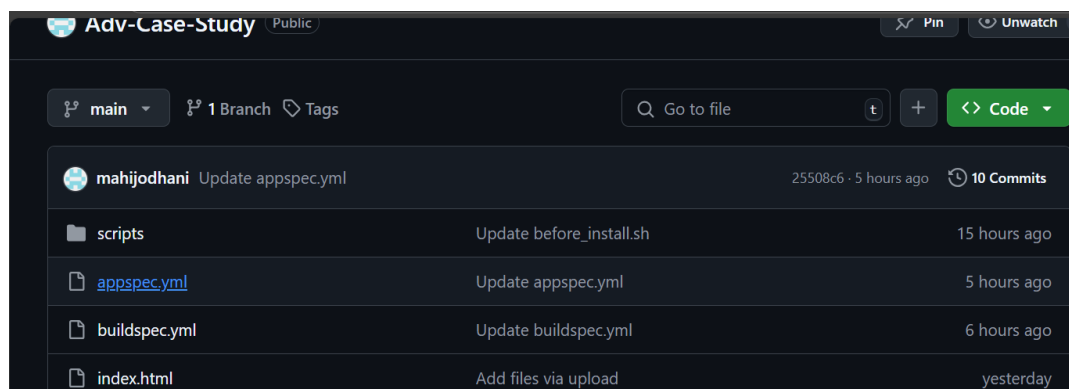 Adv-Case-Study Public Pin Unwatch
main 1 Branch Tags Go to file t + Code
mahijodhani Update appspec.yml 25508c6 · 5 hours ago 10 Commits
scripts Update before_install.sh 15 hours ago
appspec.yml Update appspec.yml 5 hours ago
buildspec.yml Update buildspec.yml 6 hours ago
index.html Add files via upload yesterday